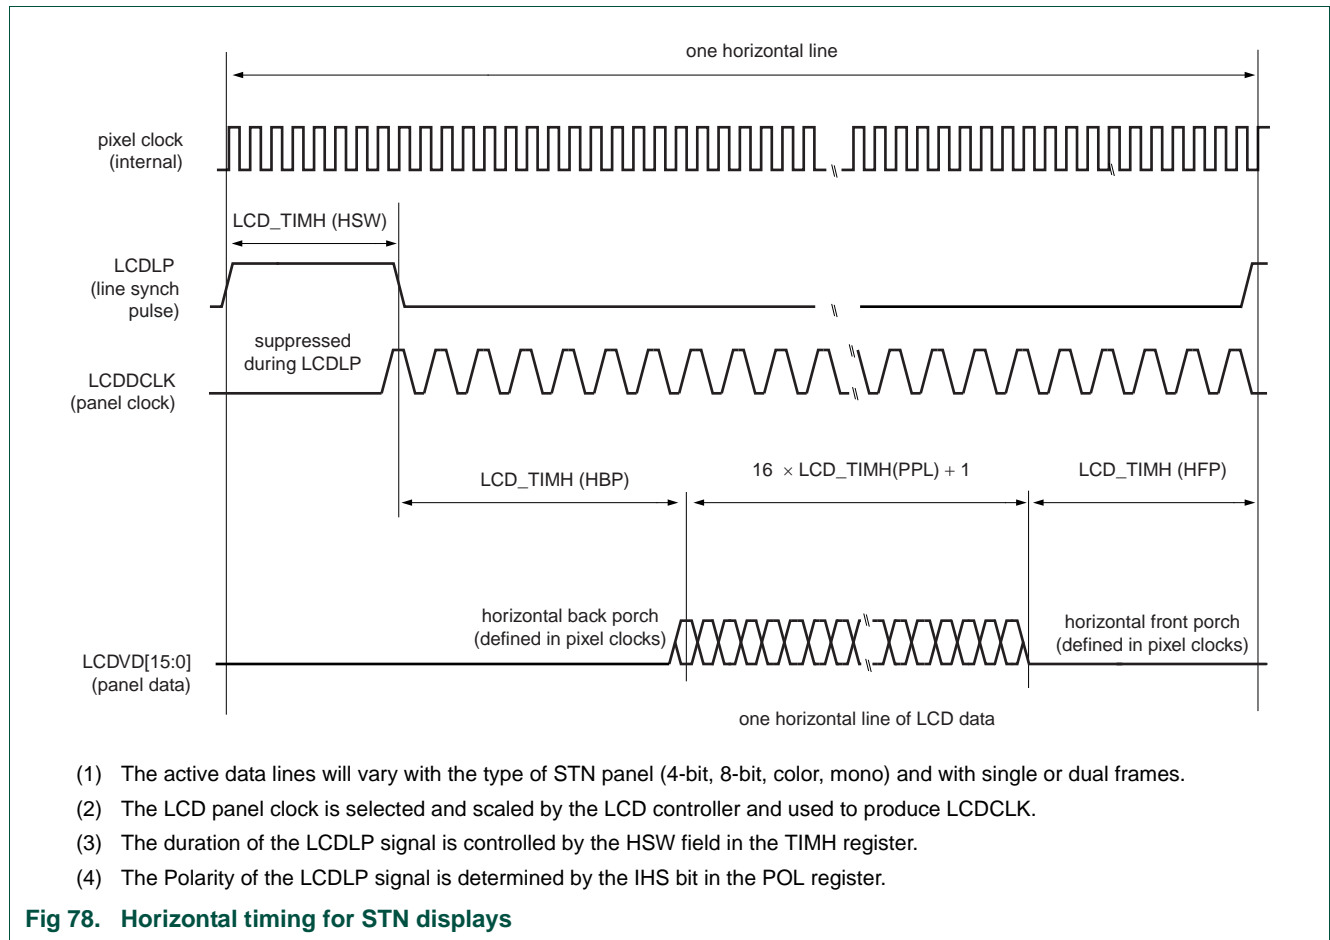 one horizontal line
pixel clock
(internal)
LCD_TIMH (HSW)
LCDLP
(line synch
pulse)
suppressed
during LCDLP
LCDDCLK
(panel clock)
LCD_TIMH (HBP)
16 × LCD_TIMH(PPL) + 1
LCD_TIMH (HFP)
horizontal back porch
(defined in pixel clocks)
horizontal front porch
(defined in pixel clocks)
LCDVD[15:0]
(panel data)
one horizontal line of LCD data
(1) The active data lines will vary with the type of STN panel (4-bit, 8-bit, color, mono) and with single or dual frames.
(2) The LCD panel clock is selected and scaled by the LCD controller and used to produce LCDCLK.
(3) The duration of the LCDLP signal is controlled by the HSW field in the TIMH register.
(4) The Polarity of the LCDLP signal is determined by the IHS bit in the POL register.
Fig 78. Horizontal timing for STN displays